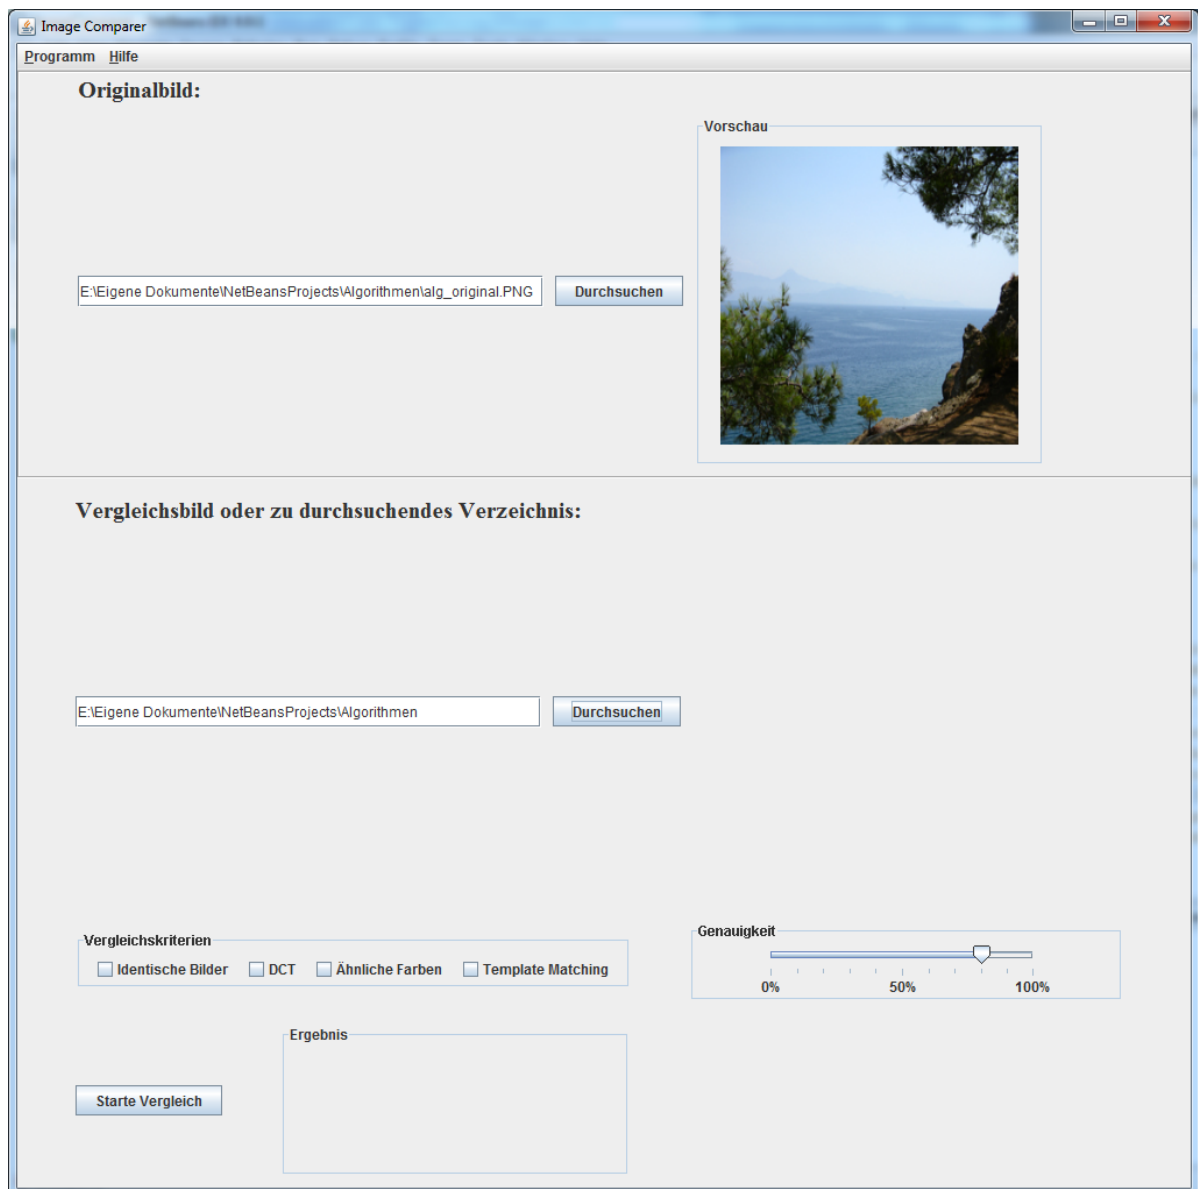 Image Comparer
Programm Hilfe
Originalbild:
Vorschau
E:\Eigene Dokumente\NetBeansProjects\Algorithmen\alg_original.PNG Durchsuchen
Vergleichsbild oder zu durchsuchendes Verzeichnis:
E:\Eigene Dokumente\NetBeansProjects\Algorithmen Durchsuchen
Vergleichskriterien
Identische Bilder DCT Ähnliche Farben Template Matching
Genauigkeit
0% 50% 100%
Ergebnis
Starte Vergleich